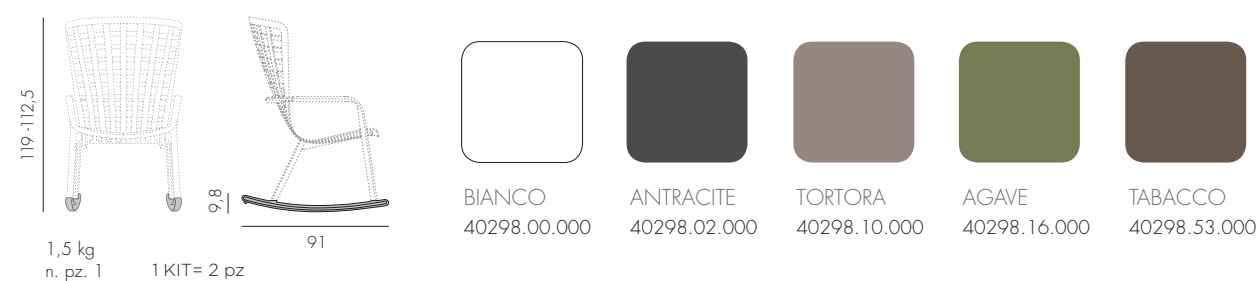 119 -112,5
9,8
91
1,5 kg
n. pz. 1
1 KIT= 2 pz
BIANCO
40298.00.000
ANTRACITE
40298.02.000
TORTORA
40298.10.000
AGAVE
40298.16.000
TABACCO
40298.53.000